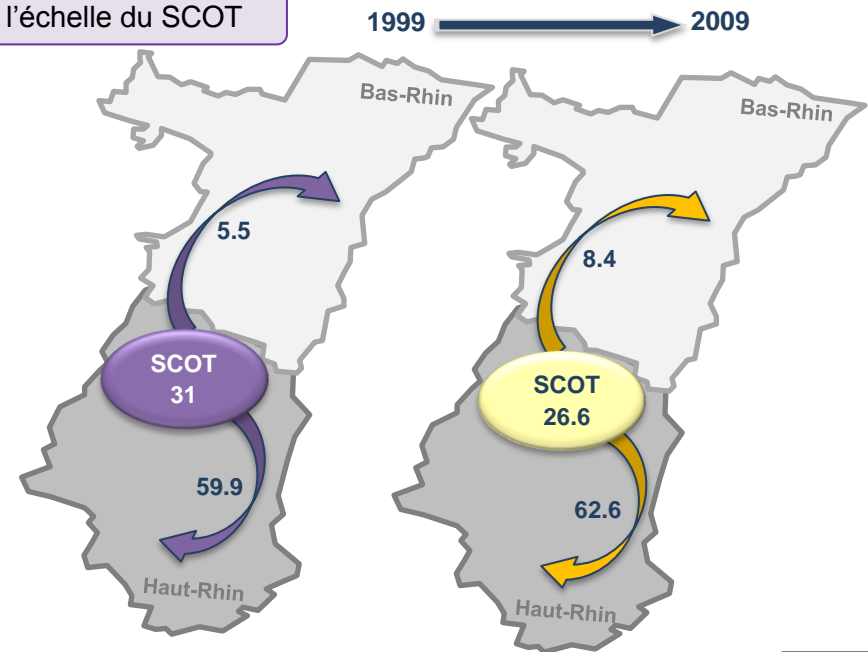 l’échelle du SCOT
1999
2009
Bas-Rhin
5.5
SCOT
31
59.9
Haut-Rhin
Bas-Rhin
8.4
SCOT
26.6
62.6
Haut-Rhin